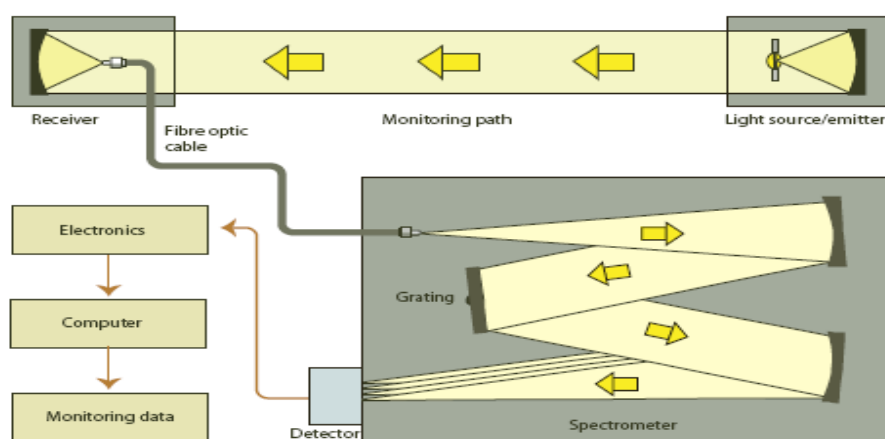 Receiver
Monitoring path
Light source/emitter
Fibre optic
cable
Electronics
Grating
Computer
Monitoring data
Detector
Spectrometer